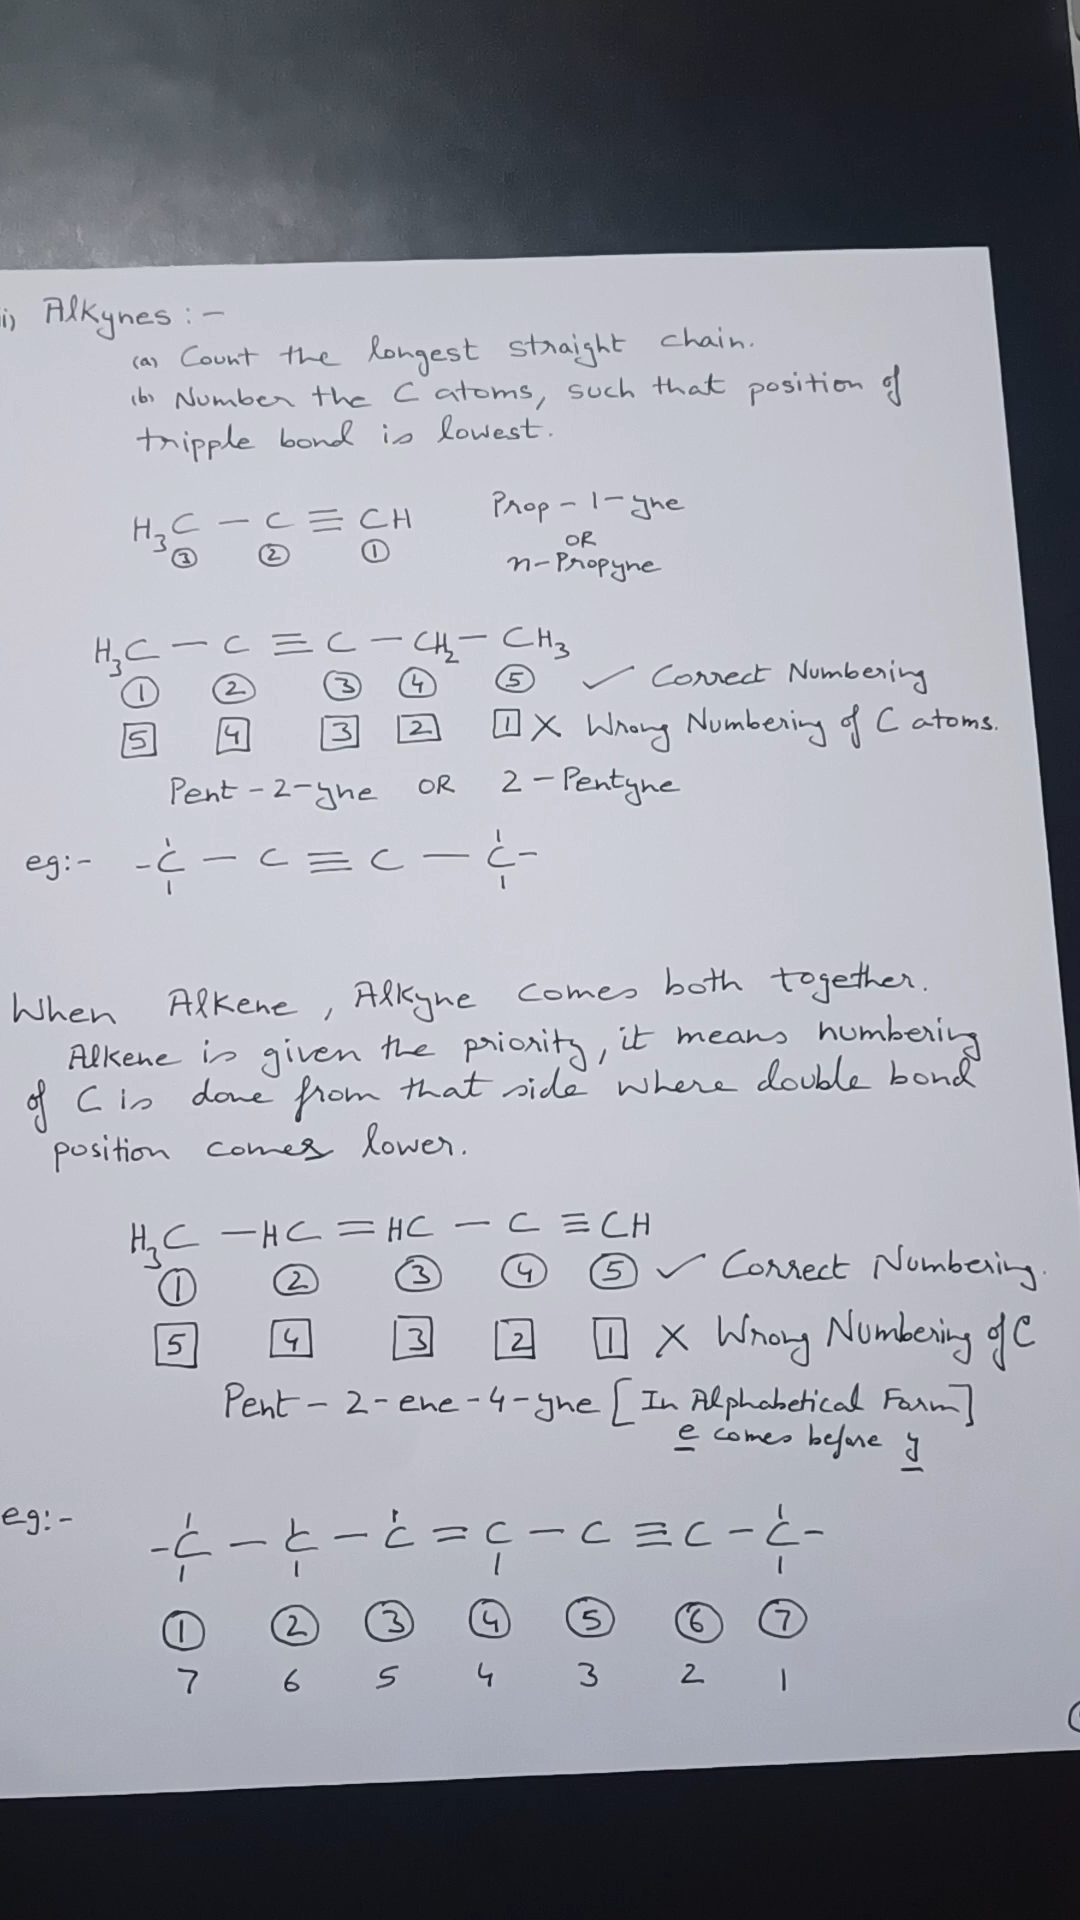 i) Alkynes :-
(a) Count the longest straight chain.
(b) Number the C atoms, such that position of
tripple bond is lowest.
H₃C — C ≡ CH Prop - 1 - yne
③ ② ① OR
n-Propyne
H₃C — C ≡ C — CH₂ — CH₃
① ② ③ ④ ⑤ ✓ Correct Numbering
5 4 3 2 1 X Wrong Numbering of C atoms.
Pent - 2 - yne OR 2 - Pentyne
eg:- -C — C ≡ C — C-
When Alkene, Alkyne comes both together.
Alkene is given the priority, it means numbering
of C is done from that side where double bond
position comes lower.
H₃C — HC = HC — C ≡ CH
① ② ③ ④ ⑤ ✓ Correct Numbering.
5 4 3 2 1 X Wrong Numbering of C
Pent - 2 - ene - 4 - yne [In Alphabetical Farm]
e comes before y
eg:- -C — C — C = C — C ≡ C — C-
① ② ③ ④ ⑤ ⑥ ⑦
7 6 5 4 3 2 1